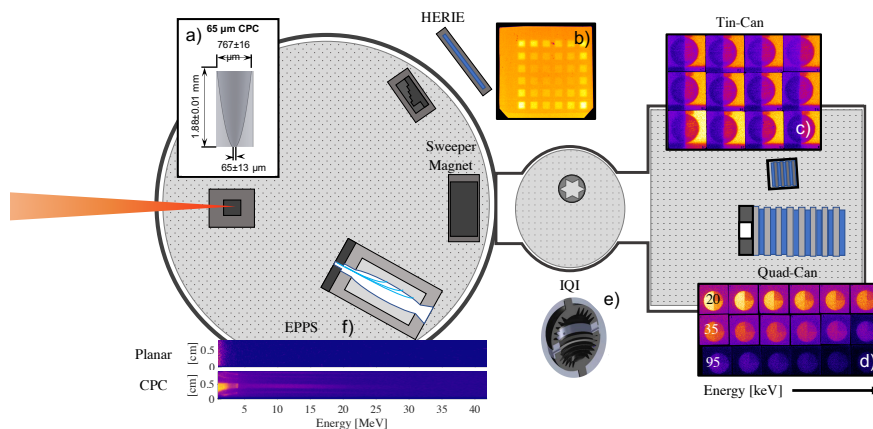 a)
65 μm CPC
767±16
μm
1.88±0.01 mm
65±13 μm
HERIE
b)
Tin-Can
c)
Sweeper
Magnet
IQI
e)
Quad-Can
20
35
95
d)
Energy [keV]
EPPS
f)
Planar
0.5
[cm]
CPC
0.5
[cm]
0
5
10
15
20
25
30
35
40
Energy [MeV]